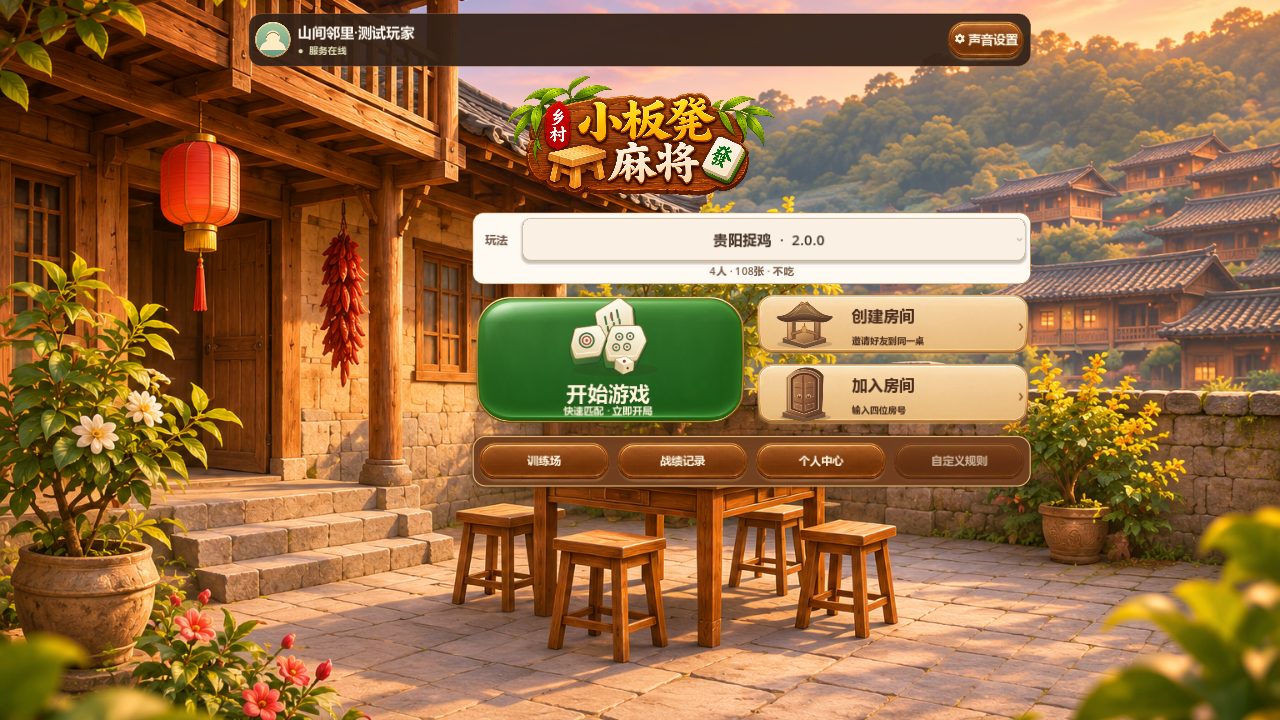 山间邻里·测试玩家
服务在线
声音设置
乡村
小板凳
麻将
發
玩法
贵阳捉鸡 · 2.0.0
4人 · 108张 · 不吃
开始游戏
快速匹配 · 立即开局
创建房间
邀请好友到同一桌
加入房间
输入四位房号
训练场
战绩记录
个人中心
自定义规则